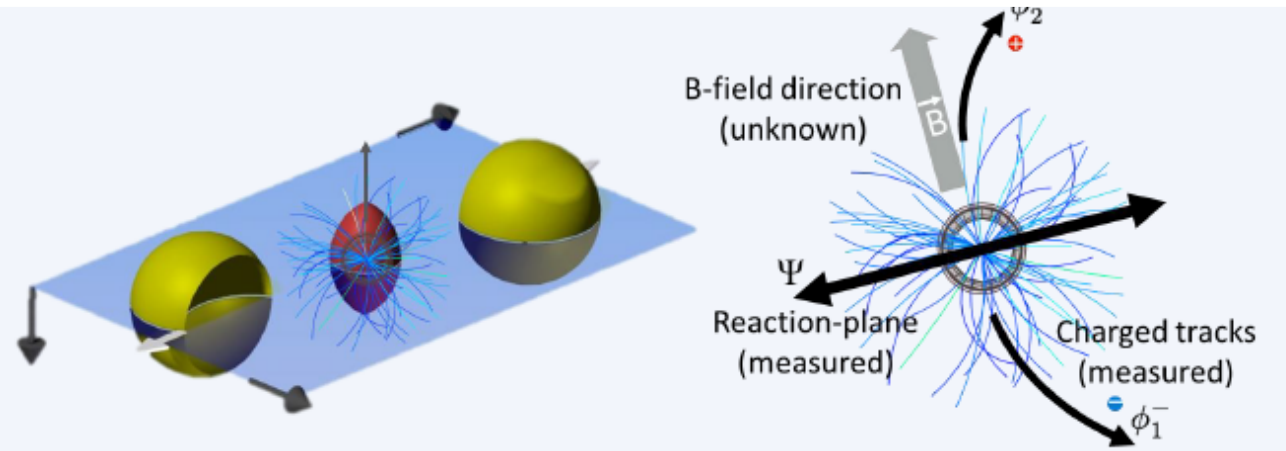 ϕ₂
B-field direction
(unknown)
B⃗
Ψ
Reaction-plane
(measured)
Charged tracks
(measured)
ϕ₁⁻